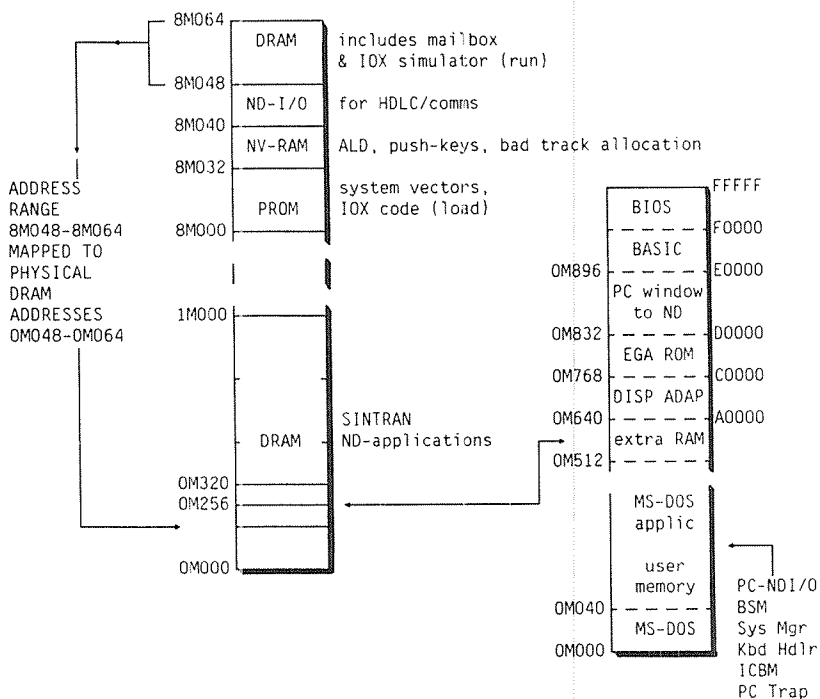 8M064
DRAM
includes mailbox
& IOX simulator (run)
8M048
ND-I/O
for HDLC/comms
8M040
NV-RAM
ALD, push-keys, bad track allocation
8M032
PROM
system vectors,
IOX code (load)
8M000
ADDRESS
RANGE
8M048-8M064
MAPPED TO
PHYSICAL
DRAM
ADDRESSES
0M048-0M064
1M000
DRAM
SINTRAN
ND-applications
0M320
0M256
0M000
FFFFF
BIOS
F0000
BASIC
0M896
E0000
PC window
to ND
0M832
D0000
EGA ROM
0M768
C0000
DISP ADAP
0M640
A0000
extra RAM
0M512
MS-DOS
applic
user
memory
0M040
MS-DOS
0M000
PC-NDI/O
BSM
Sys Mgr
Kbd Hdlr
ICBM
PC Trap